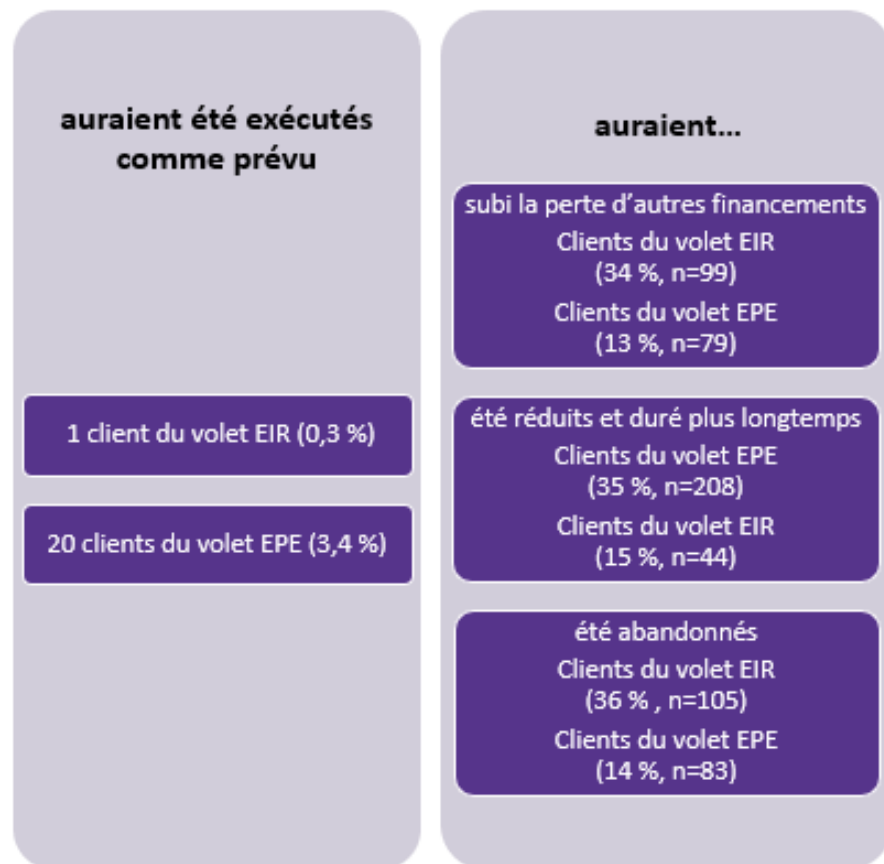 auraient été exécutés
comme prévu
1 client du volet EIR (0,3 %)
20 clients du volet EPE (3,4 %)
auraient...
subi la perte d’autres financements
Clients du volet EIR
(34 %, n=99)
Clients du volet EPE
(13 %, n=79)
été réduits et duré plus longtemps
Clients du volet EPE
(35 %, n=208)
Clients du volet EIR
(15 %, n=44)
été abandonnés
Clients du volet EIR
(36 % , n=105)
Clients du volet EPE
(14 %, n=83)